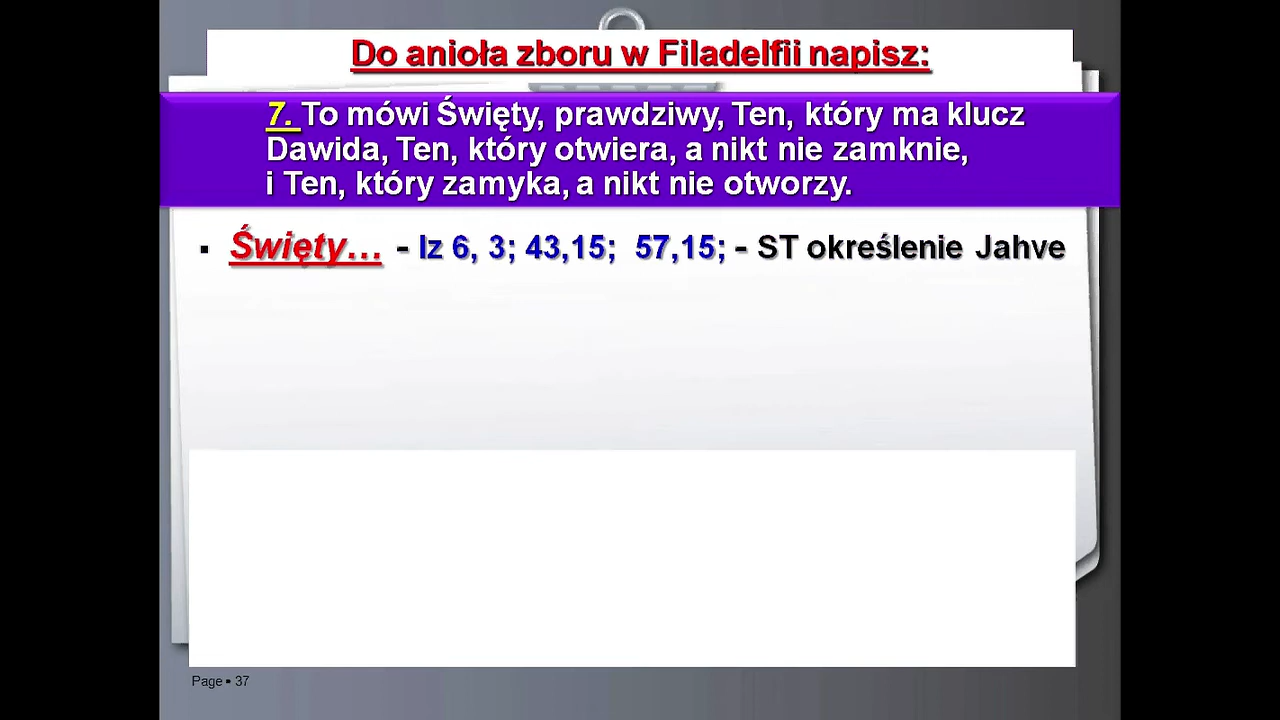 Do anioła zboru w Filadelfii napisz:
7. To mówi Święty, prawdziwy, Ten, który ma klucz
Dawida, Ten, który otwiera, a nikt nie zamknie,
i Ten, który zamyka, a nikt nie otworzy.
▪ Święty... - Iz 6, 3; 43,15; 57,15; - ST określenie Jahve
Page ▪ 37